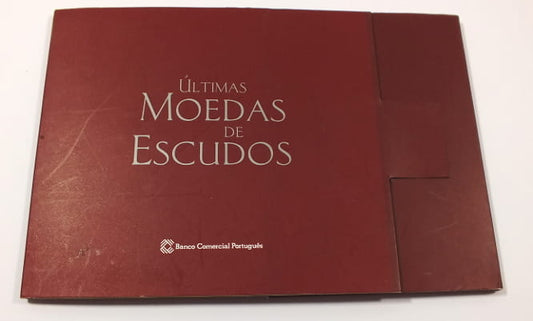 ÚLTIMAS
MOEDAS
DE
ESCUDOS
Banco Comercial Português